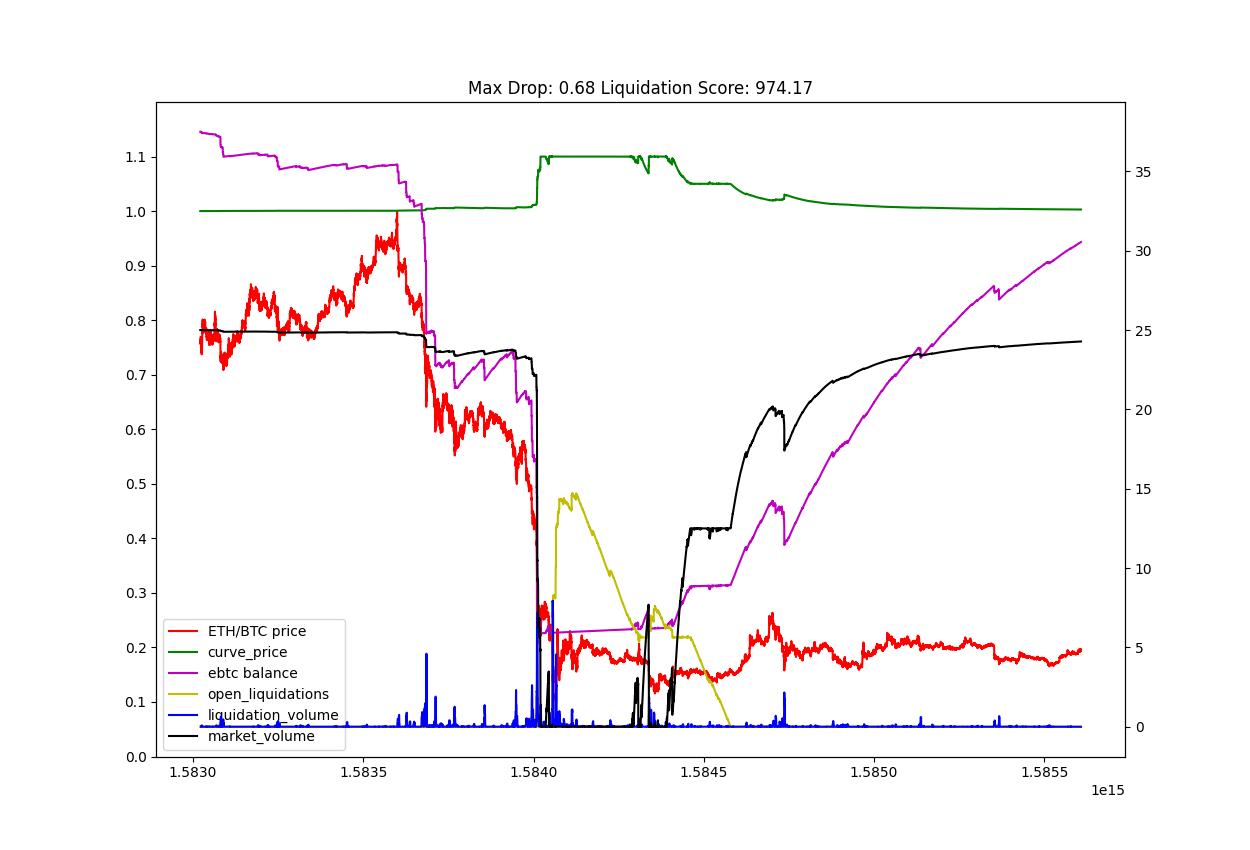 Max Drop: 0.68 Liquidation Score: 974.17
1.1
1.0
0.9
0.8
0.7
0.6
0.5
0.4
0.3
0.2
0.1
0.0
35
30
25
20
15
10
5
0
ETH/BTC price
curve_price
ebtc balance
open_liquidations
liquidation_volume
market_volume
1.5830 1.5835 1.5840 1.5845 1.5850 1.5855
1e15